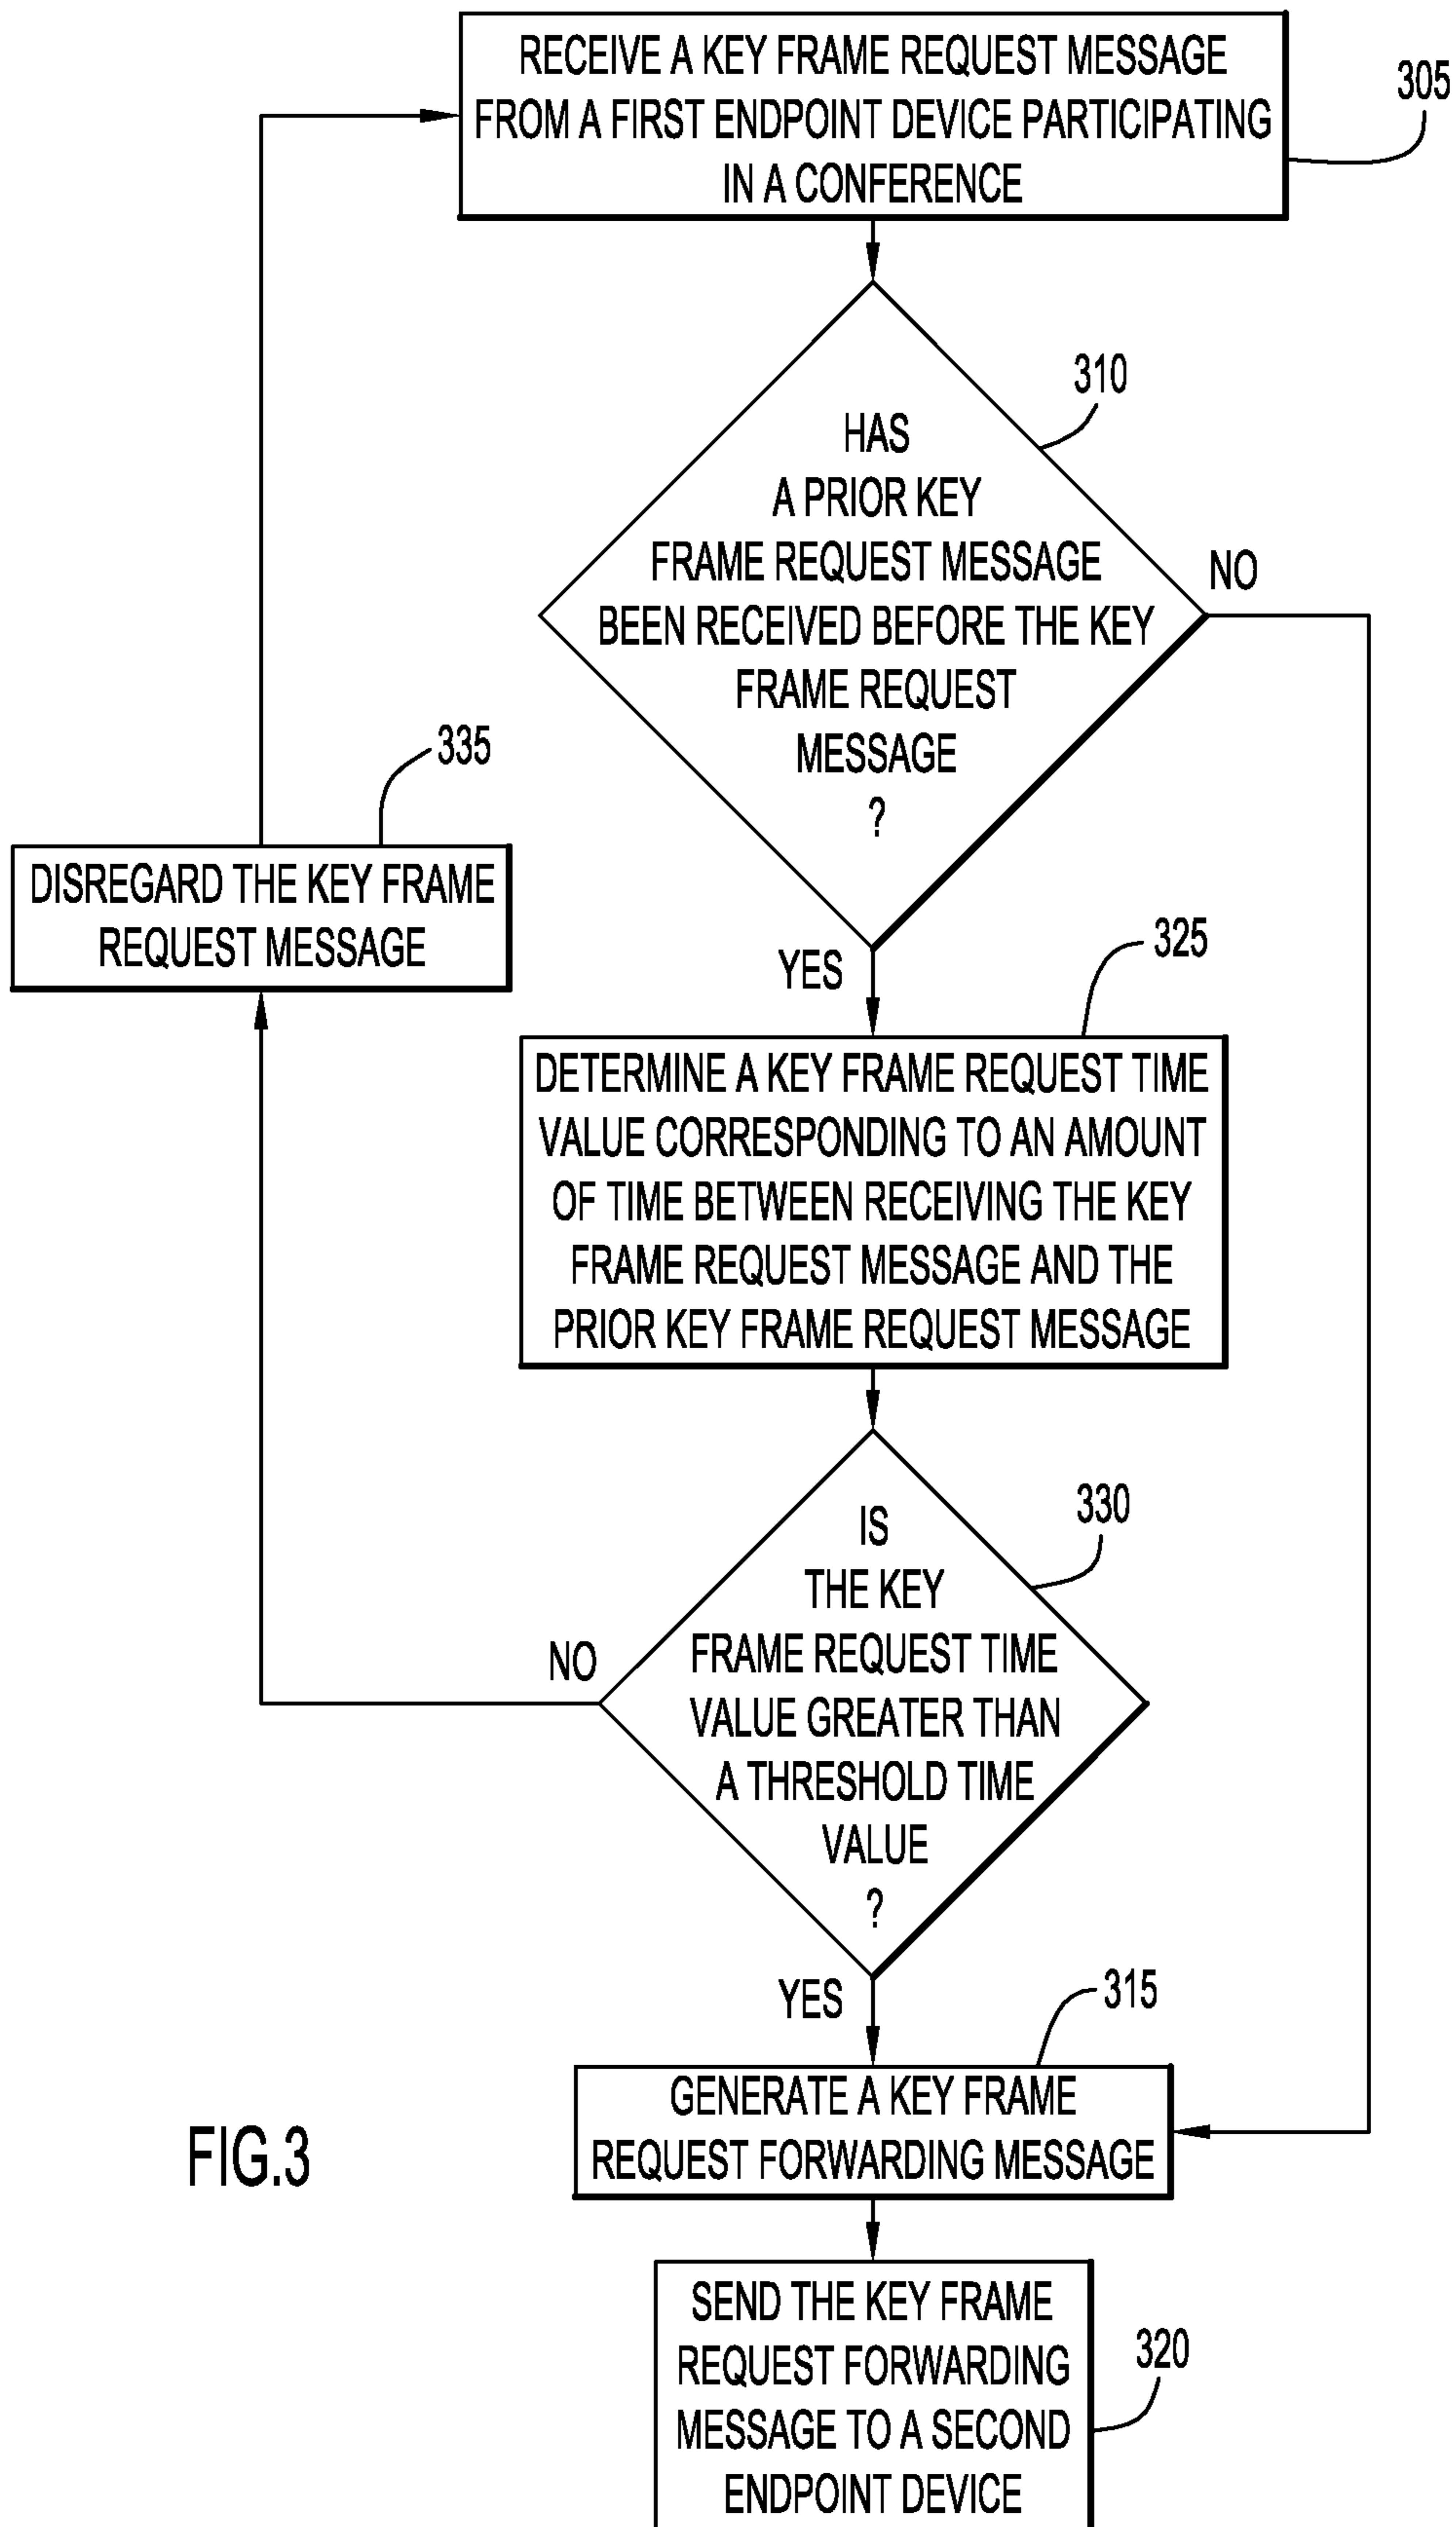 RECEIVE A KEY FRAME REQUEST MESSAGE
FROM A FIRST ENDPOINT DEVICE PARTICIPATING
IN A CONFERENCE
305
310
HAS
A PRIOR KEY
FRAME REQUEST MESSAGE
BEEN RECEIVED BEFORE THE KEY
FRAME REQUEST
MESSAGE
?
NO
335
DISREGARD THE KEY FRAME
REQUEST MESSAGE
YES
325
DETERMINE A KEY FRAME REQUEST TIME
VALUE CORRESPONDING TO AN AMOUNT
OF TIME BETWEEN RECEIVING THE KEY
FRAME REQUEST MESSAGE AND THE
PRIOR KEY FRAME REQUEST MESSAGE
330
IS
THE KEY
FRAME REQUEST TIME
VALUE GREATER THAN
A THRESHOLD TIME
VALUE
?
NO
YES
315
GENERATE A KEY FRAME
REQUEST FORWARDING MESSAGE
FIG.3
SEND THE KEY FRAME
REQUEST FORWARDING
MESSAGE TO A SECOND
ENDPOINT DEVICE
320